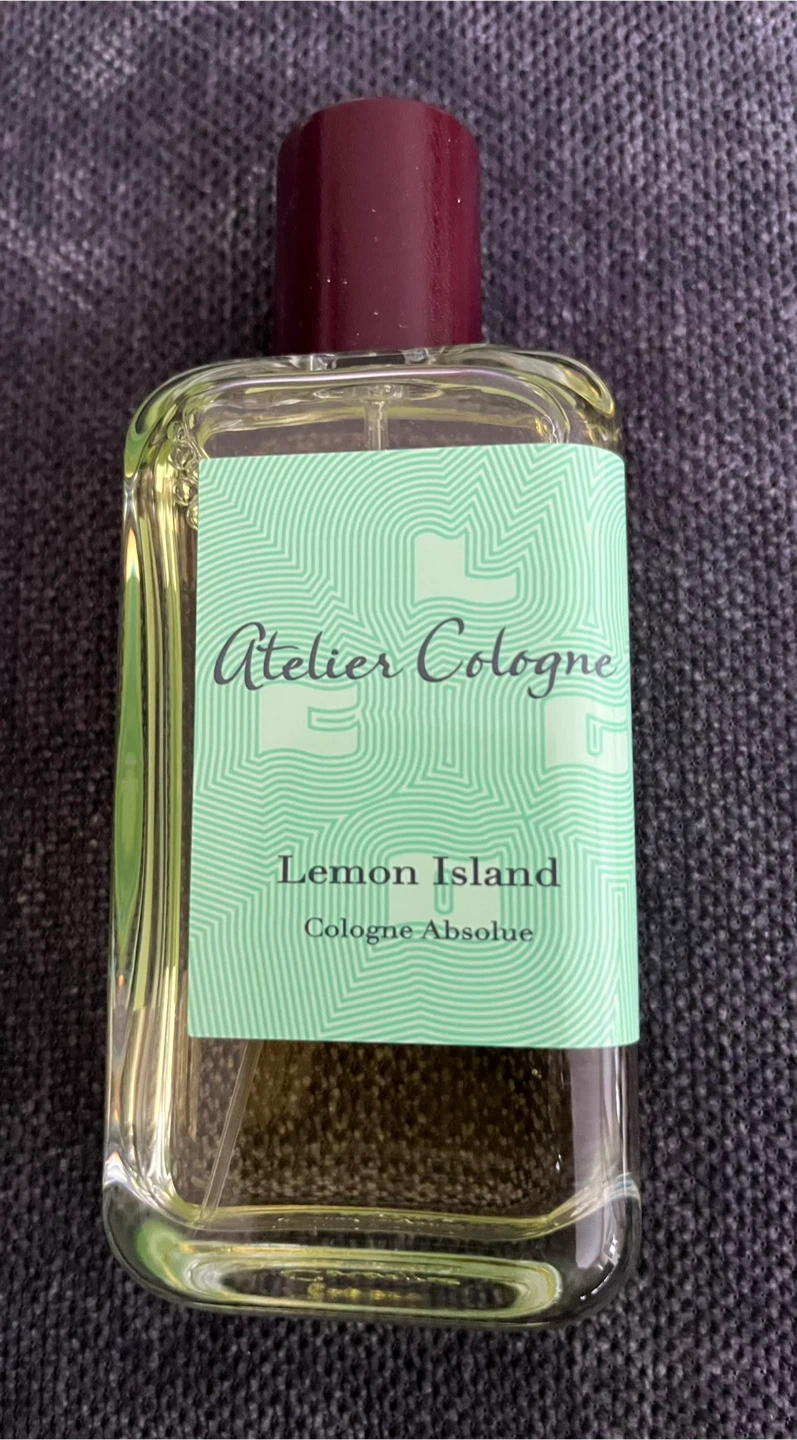 Atelier Cologne
Lemon Island
Cologne Absolue